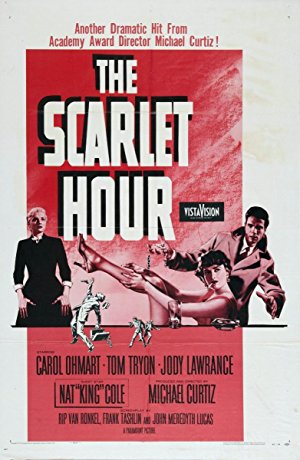 Another Dramatic Hit From
Academy Award Director Michael Curtiz!
THE
SCARLET
HOUR
VISTAVISION
STARRING
CAROL OHMART · TOM TRYON · JODY LAWRANCE
GUEST STAR
NAT "KING" COLE
PRODUCED AND DIRECTED BY
MICHAEL CURTIZ
SCREENPLAY BY
RIP VAN RONKEL, FRANK TASHLIN and JOHN MEREDYTH LUCAS
A PARAMOUNT PICTURE